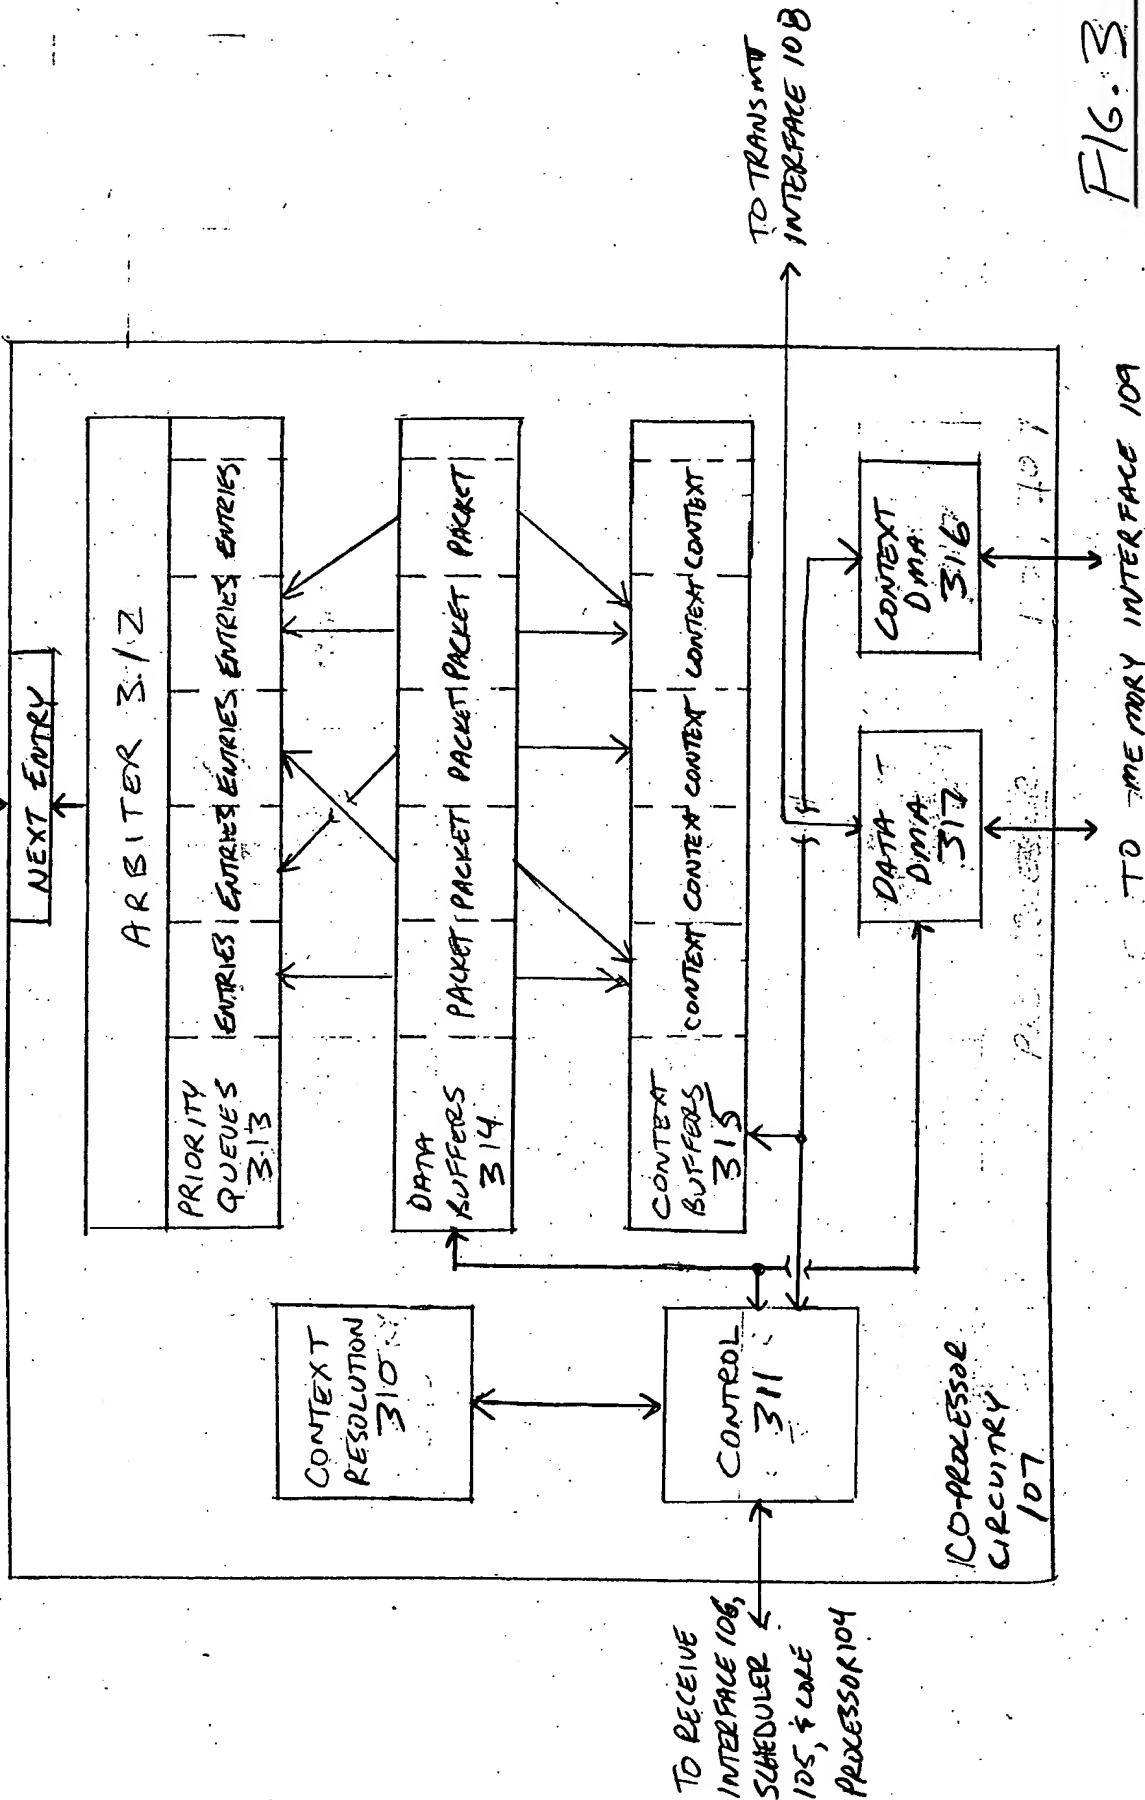 NEXT ENTRY
ARBITER 312
PRIORITY
QUEUES
313
ENTRIES ENTRIES ENTRIES ENTRIES ENTRIES
DATA
BUFFERS
314
PACKET PACKET PACKET PACKET PACKET
CONTEXT
BUFFERS
315
CONTEXT CONTEXT CONTEXT CONTEXT CONTEXT
CONTEXT
RESOLUTION
310
CONTROL
311
TO RECEIVE
INTERFACE 106,
SCHEDULER
105, & CORE
PROCESSOR 104
TO TRANSMIT
INTERFACE 108
DATA
DMA
317
CONTEXT
DMA
316
CO-PROCESSOR
CIRCUITRY
107
TO MEMORY INTERFACE 109
FIG. 3